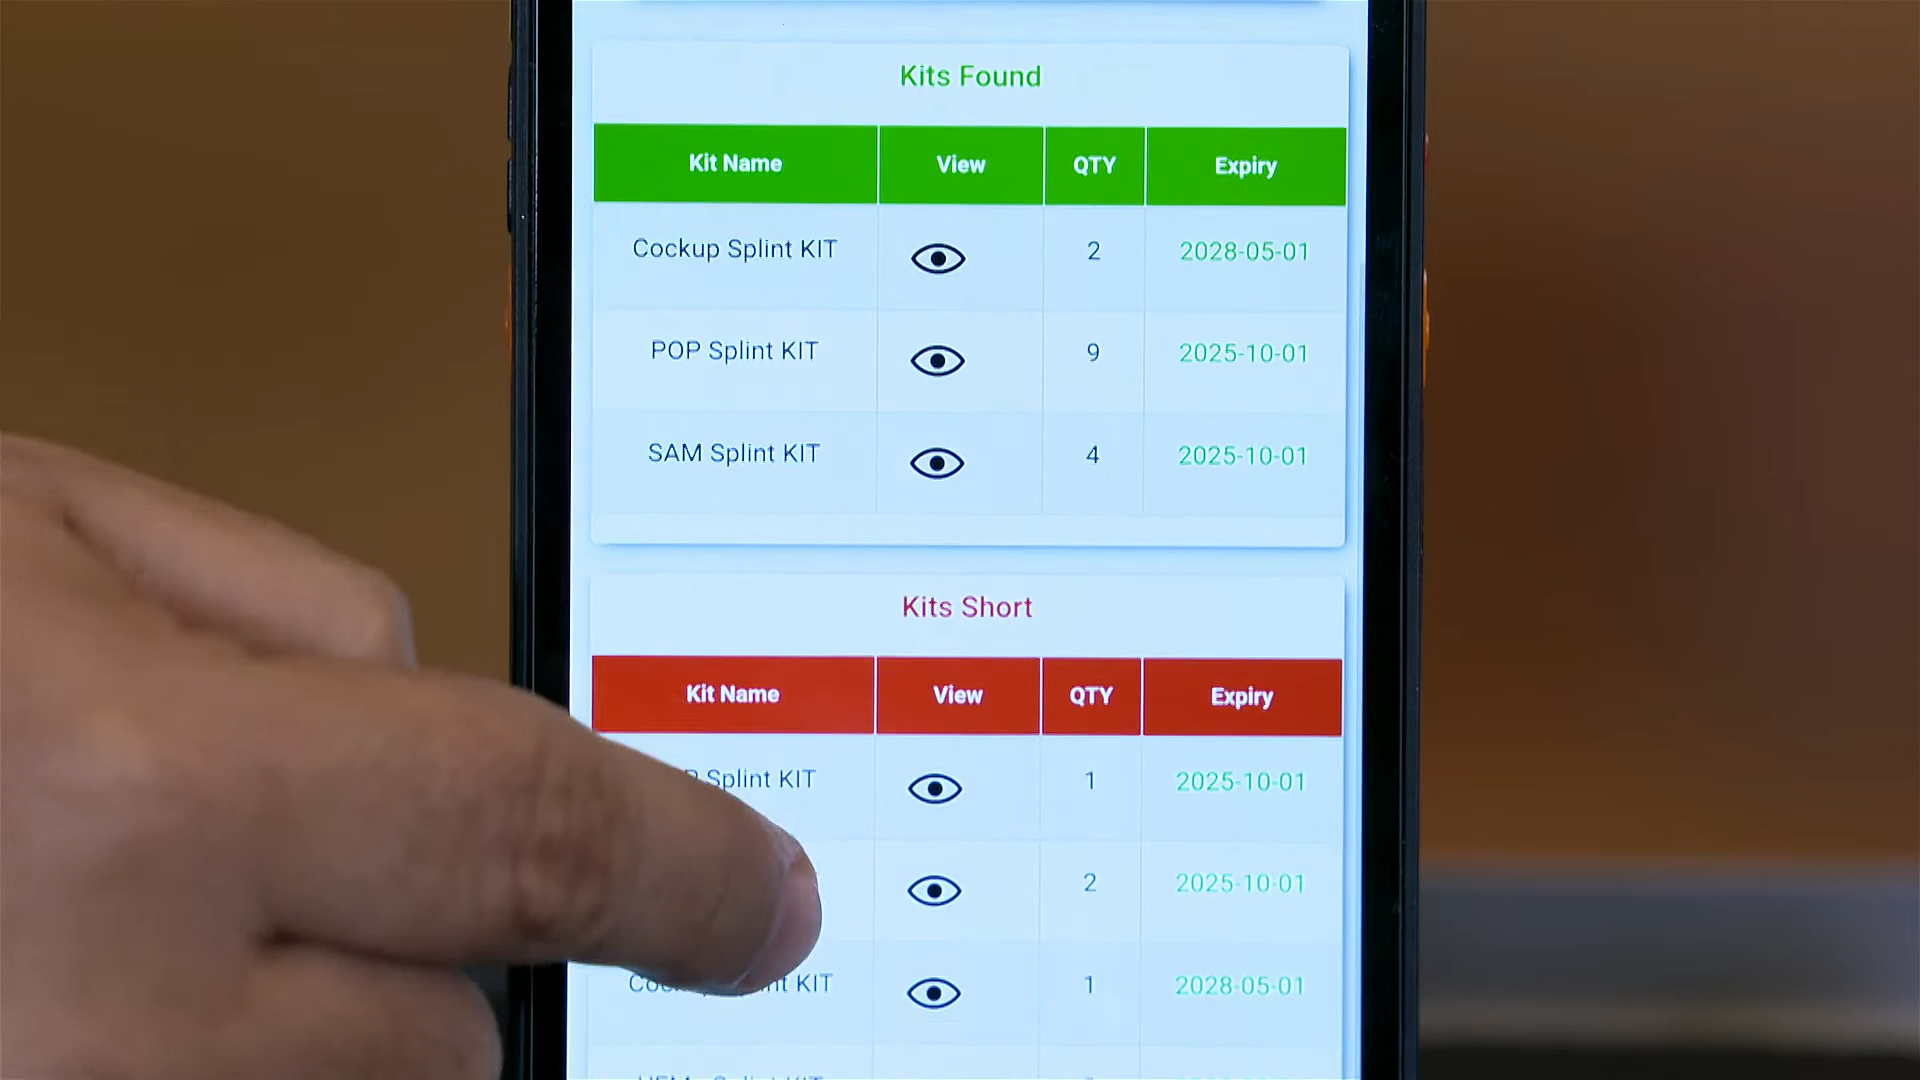 Kits Found
Kit Name View QTY Expiry
Cockup Splint KIT 2 2028-05-01
POP Splint KIT 9 2025-10-01
SAM Splint KIT 4 2025-10-01
Kits Short
Kit Name View QTY Expiry
Splint KIT 1 2025-10-01
2 2025-10-01
KIT 1 2028-05-01
Splint KIT